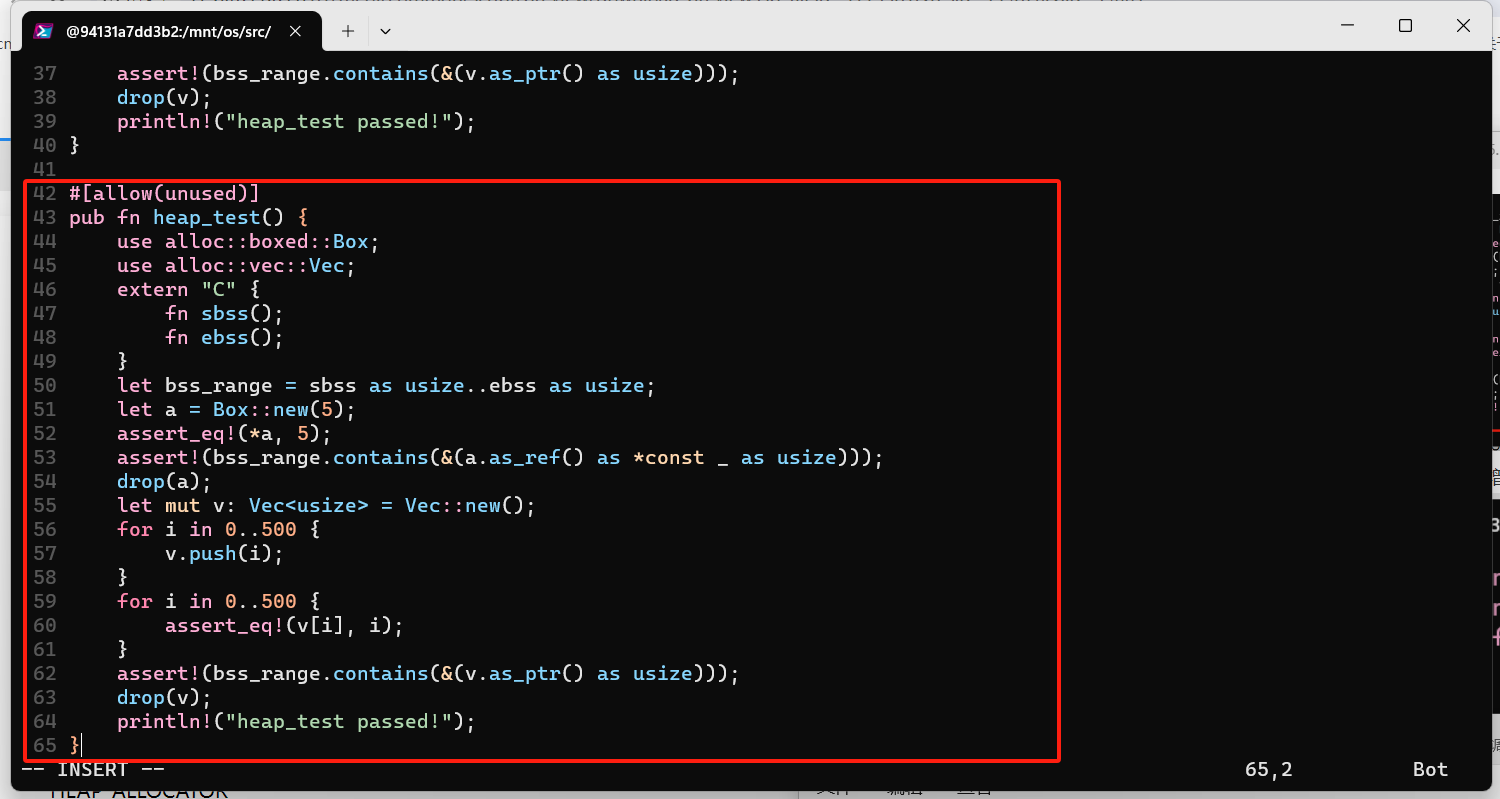 @94131a7dd3b2:/mnt/os/src/
37     assert!(bss_range.contains(&(v.as_ptr() as usize)));
38     drop(v);
39     println!("heap_test passed!");
40 }
41
42 #[allow(unused)]
43 pub fn heap_test() {
44     use alloc::boxed::Box;
45     use alloc::vec::Vec;
46     extern "C" {
47         fn sbss();
48         fn ebss();
49     }
50     let bss_range = sbss as usize..ebss as usize;
51     let a = Box::new(5);
52     assert_eq!(*a, 5);
53     assert!(bss_range.contains(&(a.as_ref() as *const _ as usize)));
54     drop(a);
55     let mut v: Vec<usize> = Vec::new();
56     for i in 0..500 {
57         v.push(i);
58     }
59     for i in 0..500 {
60         assert_eq!(v[i], i);
61     }
62     assert!(bss_range.contains(&(v.as_ptr() as usize)));
63     drop(v);
64     println!("heap_test passed!");
65 }
-- INSERT -- 65,2 Bot
HEAP ALLOCATOR